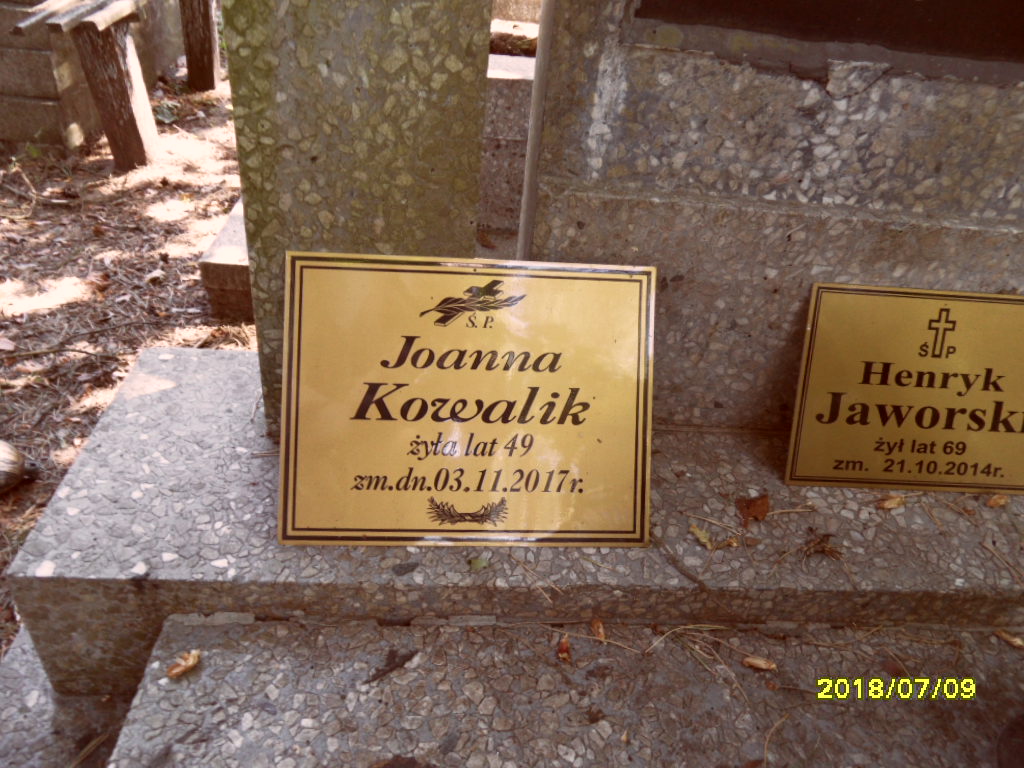 Ś. P.
Joanna
Kowalik
żyła lat 49
zm.dn.03.11.2017r.
Ś P
Henryk
Jaworski
żył lat 69
zm. 21.10.2014r.
2018/07/09